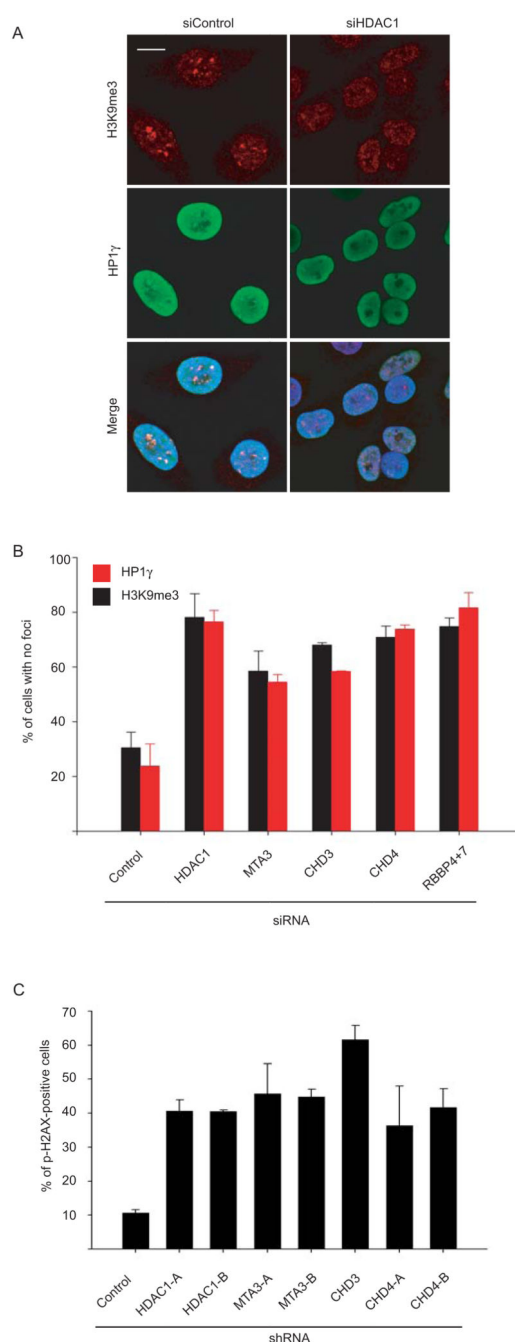 A
siControl siHDAC1
H3K9me3
HP1γ
Merge
B
100
80
60
40
20
% of cells with no foci
HP1γ
H3K9me3
Control HDAC1 MTA3 CHD3 CHD4 RBBP4+7
siRNA
C
70
60
50
40
30
20
10
% of p-H2AX-positive cells
Control HDAC1-A HDAC1-B MTA3-A MTA3-B CHD3 CHD4-A CHD4-B
shRNA